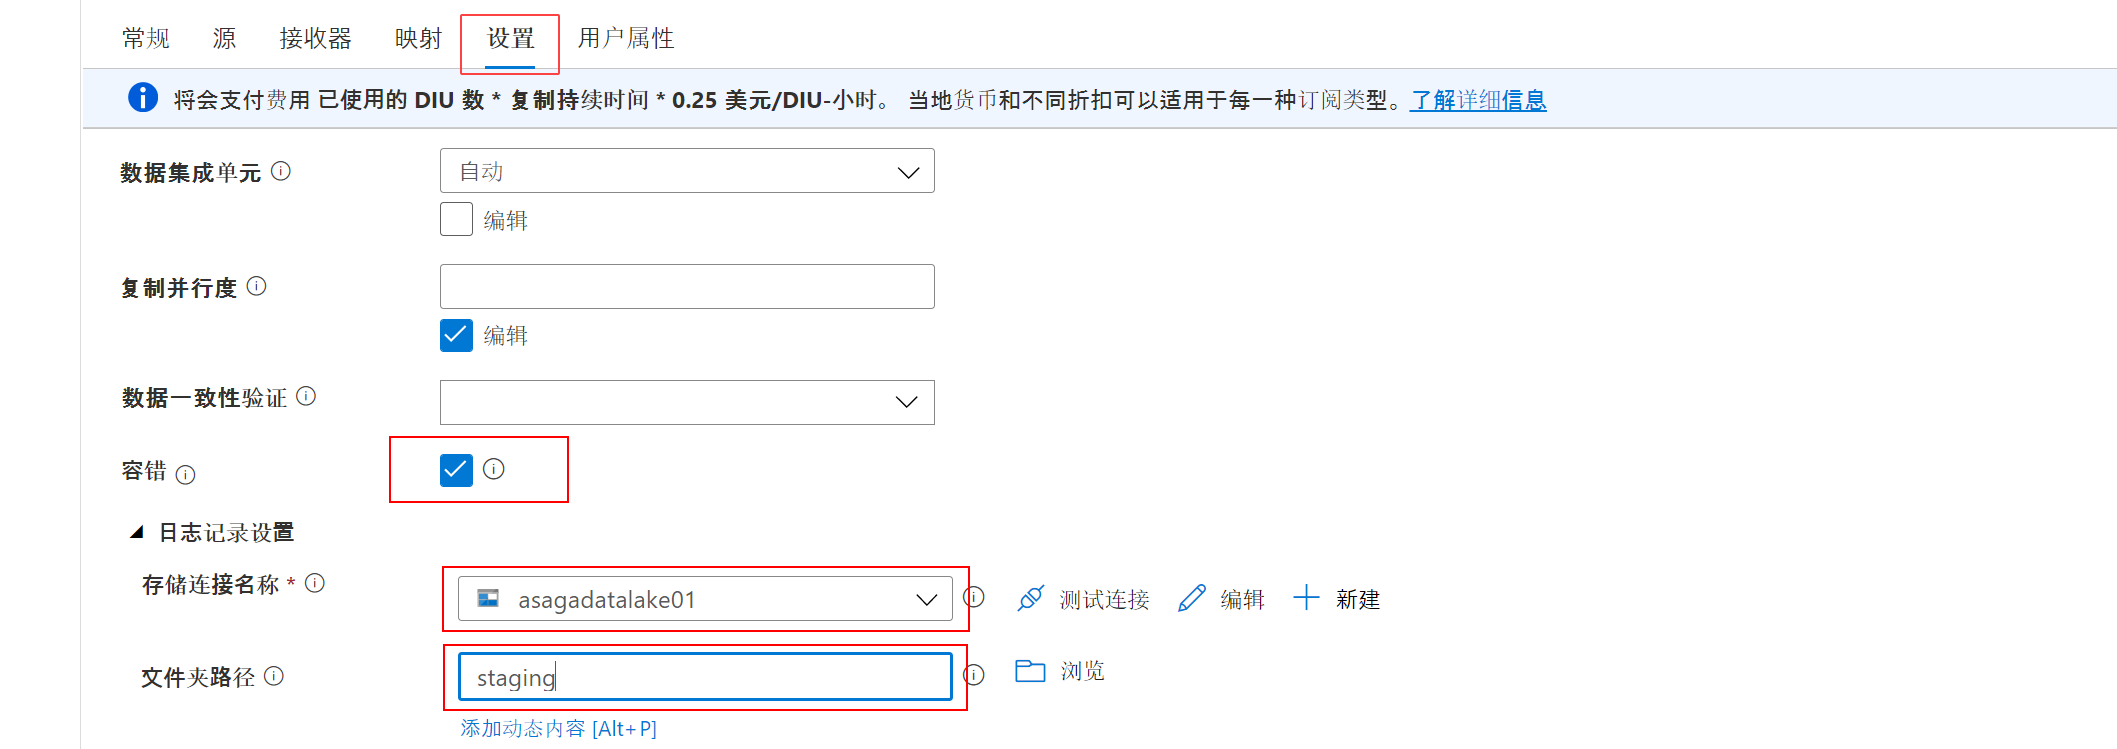 常规 源 接收器 映射 设置 用户属性
将会支付费用 已使用的 DIU 数 * 复制持续时间 * 0.25 美元/DIU-小时。 当地货币和不同折扣可以适用于每一种订阅类型。了解详细信息
数据集成单元 自动
编辑
复制并行度
编辑
数据一致性验证
容错
日志记录设置
存储连接名称 * asagadatalake01 测试连接 编辑 新建
文件夹路径 staging 浏览
添加动态内容 [Alt+P]